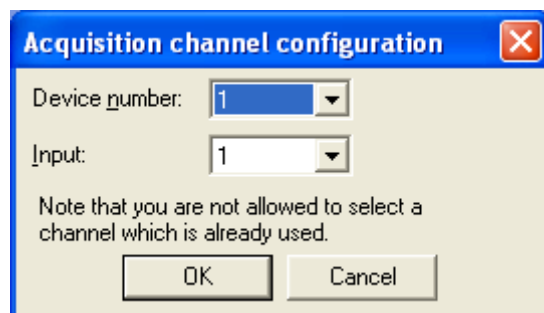 Acquisition channel configuration
Device number: 1
Input: 1
Note that you are not allowed to select a
channel which is already used.
OK Cancel